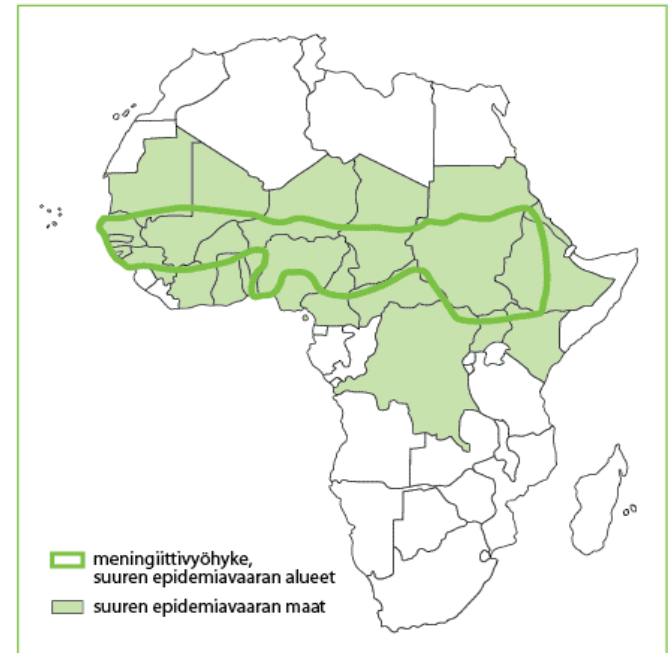 meningiittivyöhyke,
suuren epidemiavaaran alueet
suuren epidemiavaaran maat